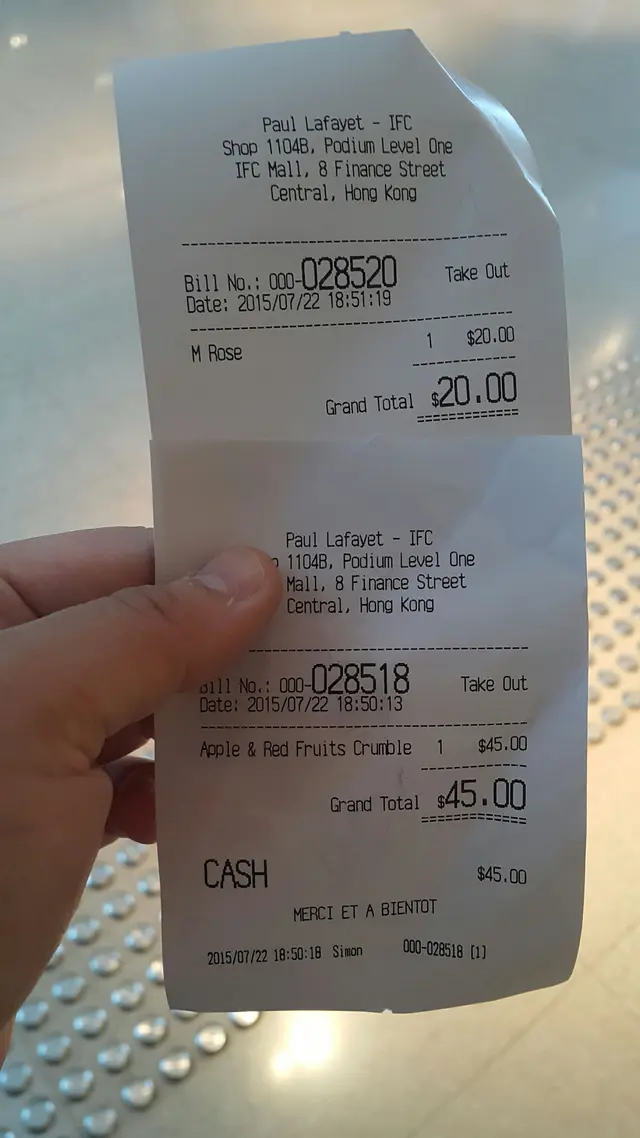 Paul Lafayet - IFC
Shop 1104B, Podium Level One
IFC Mall, 8 Finance Street
Central, Hong Kong
Bill No.: 000-028520 Take Out
Date: 2015/07/22 18:51:19
M Rose 1 $20.00
Grand Total $20.00
Paul Lafayet - IFC
1104B, Podium Level One
Mall, 8 Finance Street
Central, Hong Kong
Bill No.: 000-028518 Take Out
Date: 2015/07/22 18:50:13
Apple & Red Fruits Crumble 1 $45.00
Grand Total $45.00
CASH $45.00
MERCI ET A BIENTOT
2015/07/22 18:50:18 Simon 000-028518 [1]